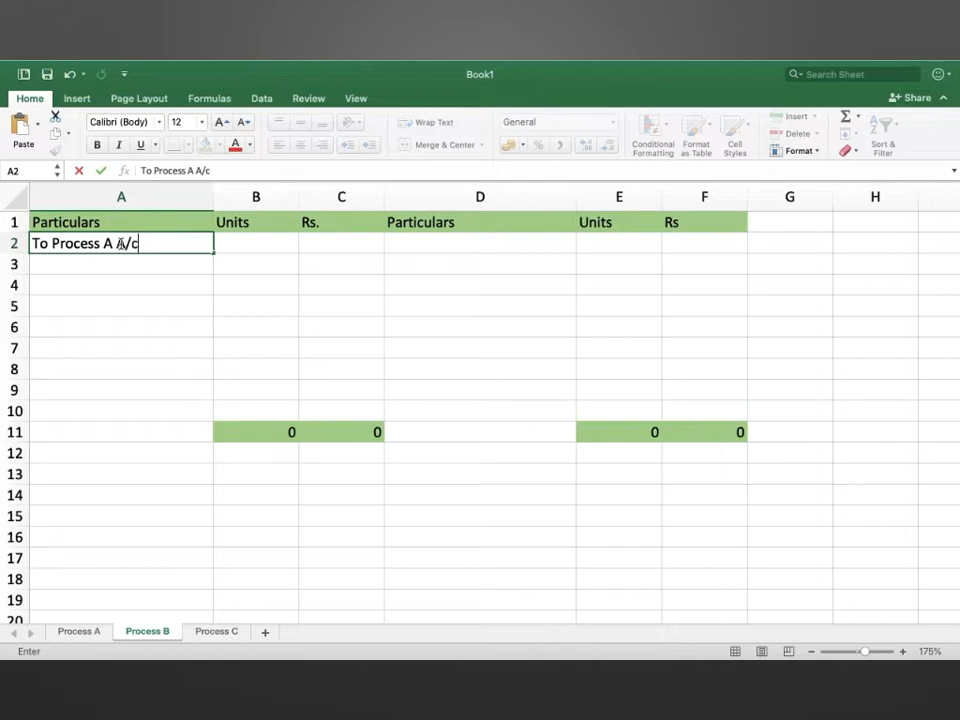 Book1
Search Sheet
Home Insert Page Layout Formulas Data Review View
Share
Paste
Calibri (Body) 12
A A
B I U
A
Wrap Text
Merge & Center
General
%
Conditional Formatting
Format as Table
Cell Styles
Insert
Delete
Format
Sort & Filter
A2 fx To Process A A/c
A B C D E F G H
1 Particulars Units Rs. Particulars Units Rs
2 To Process A A/c
3
4
5
6
7
8
9
10
11 0 0 0 0
12
13
14
15
16
17
18
19
20
Process A Process B Process C +
Enter
175%